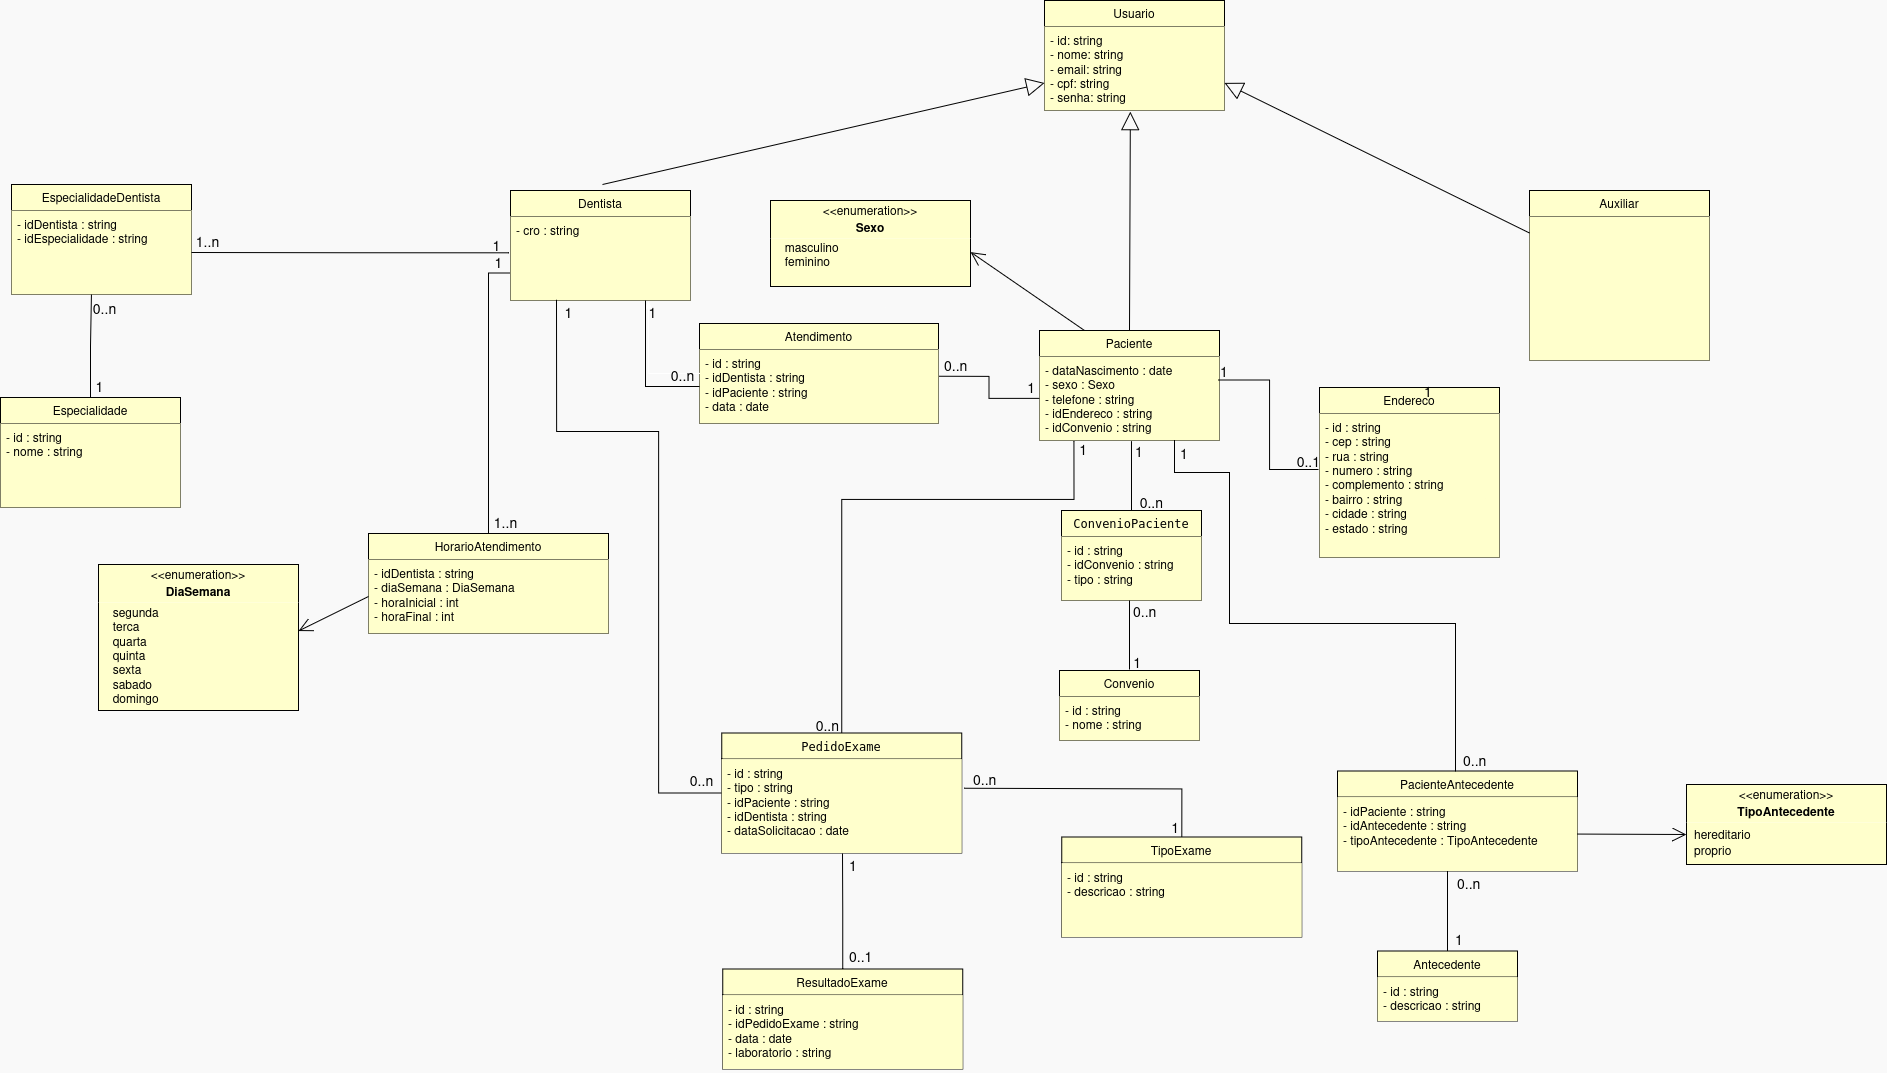 Usuario
- id: string
- nome: string
- email: string
- cpf: string
- senha: string
EspecialidadeDentista
- idDentista : string
- idEspecialidade : string
1..n
1
1
0..n
1
Dentista
- cro : string
1
1
<<enumeration>>
Sexo
masculino
feminino
Auxiliar
Atendimento
- id : string
- idDentista : string
- idPaciente : string
- data : date
0..n
0..n
1
Paciente
- dataNascimento : date
- sexo : Sexo
- telefone : string
- idEndereco : string
- idConvenio : string
1
1
1
1
0..1
1
Endereco
- id : string
- cep : string
- rua : string
- numero : string
- complemento : string
- bairro : string
- cidade : string
- estado : string
Especialidade
- id : string
- nome : string
1..n
HorarioAtendimento
- idDentista : string
- diaSemana : DiaSemana
- horaInicial : int
- horaFinal : int
<<enumeration>>
DiaSemana
segunda
terca
quarta
quinta
sexta
sabado
domingo
0..n
ConvenioPaciente
- id : string
- idConvenio : string
- tipo : string
0..n
1
Convenio
- id : string
- nome : string
0..n
0..n
PedidoExame
- id : string
- tipo : string
- idPaciente : string
- idDentista : string
- dataSolicitacao : date
0..n
1
TipoExame
- id : string
- descricao : string
1
0..1
ResultadoExame
- id : string
- idPedidoExame : string
- data : date
- laboratorio : string
0..n
PacienteAntecedente
- idPaciente : string
- idAntecedente : string
- tipoAntecedente : TipoAntecedente
<<enumeration>>
TipoAntecedente
hereditario
proprio
0..n
1
Antecedente
- id : string
- descricao : string